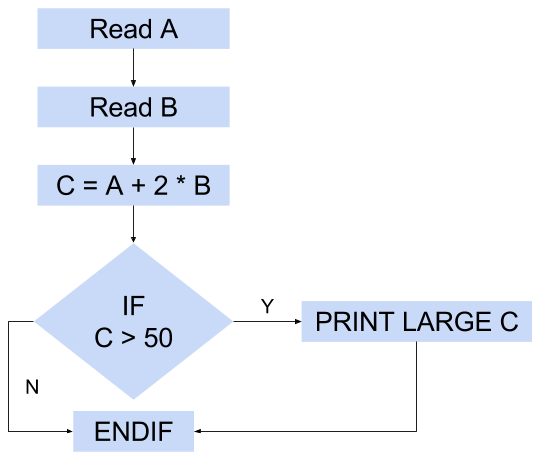 Read A
Read B
C = A + 2 * B
IF
C > 50
Y
PRINT LARGE C
N
ENDIF